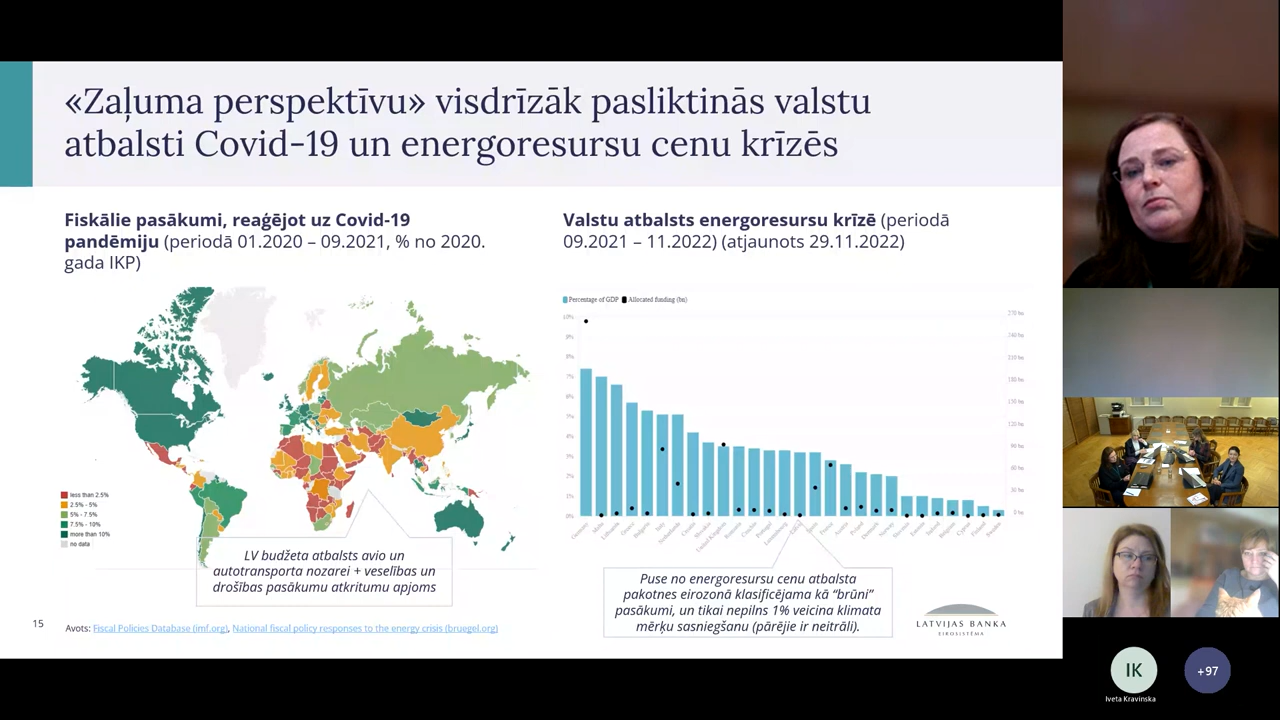 «Zaļuma perspektīvu» visdrīzāk pasliktinās valstu
atbalsti Covid-19 un energoresursu cenu krīzēs
Fiskālie pasākumi, reaģējot uz Covid-19
pandēmiju (periodā 01.2020 – 09.2021, % no 2020.
gada IKP)
less than 2.5%
2.5% - 5%
5% - 7.5%
7.5% - 10%
more than 10%
no data
LV budžeta atbalsts avio un
autotransporta nozarei + veselības un
drošības pasākumu atkritumu apjoms
Valstu atbalsts energoresursu krīzē (periodā
09.2021 – 11.2022) (atjaunots 29.11.2022)
Percentage of GDP Allocated funding (bn)
10%
Puse no energoresursu cenu atbalsta
pakotnes eirozonā klasificējama kā “brūni”
pasākumi, un tikai nepilns 1% veicina klimata
mērķu sasniegšanu (pārējie ir neitrāli).
15
Avots: Fiscal Policies Database (imf.org), National fiscal policy responses to the energy crisis (bruegel.org)
LATVIJAS BANKA
EIROSISTĒMA
IK
+97
Iveta Kravinska